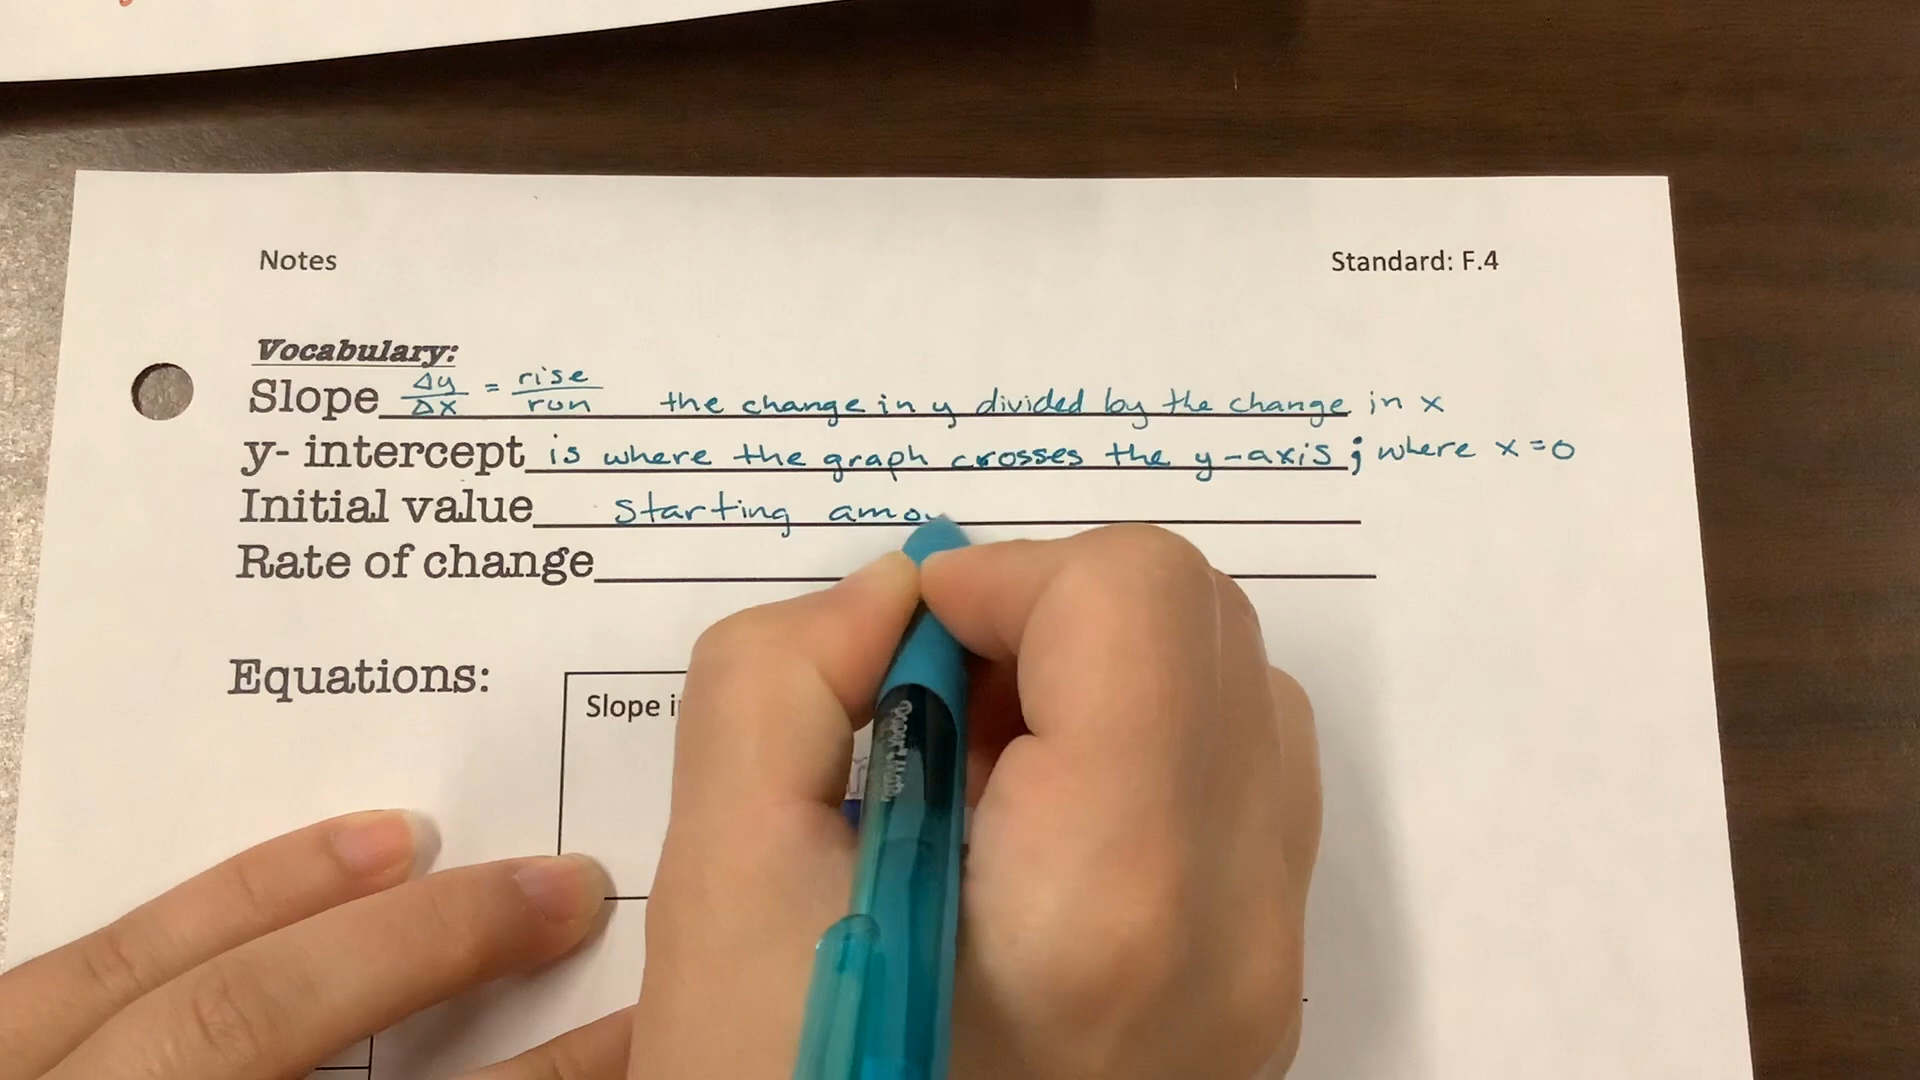 Notes
Standard: F.4
Vocabulary:
Slope Δy/Δx = rise/run the change in y divided by the change in x
y- intercept is where the graph crosses the y-axis; where x=0
Initial value starting
Rate of change
Equations:
Slope